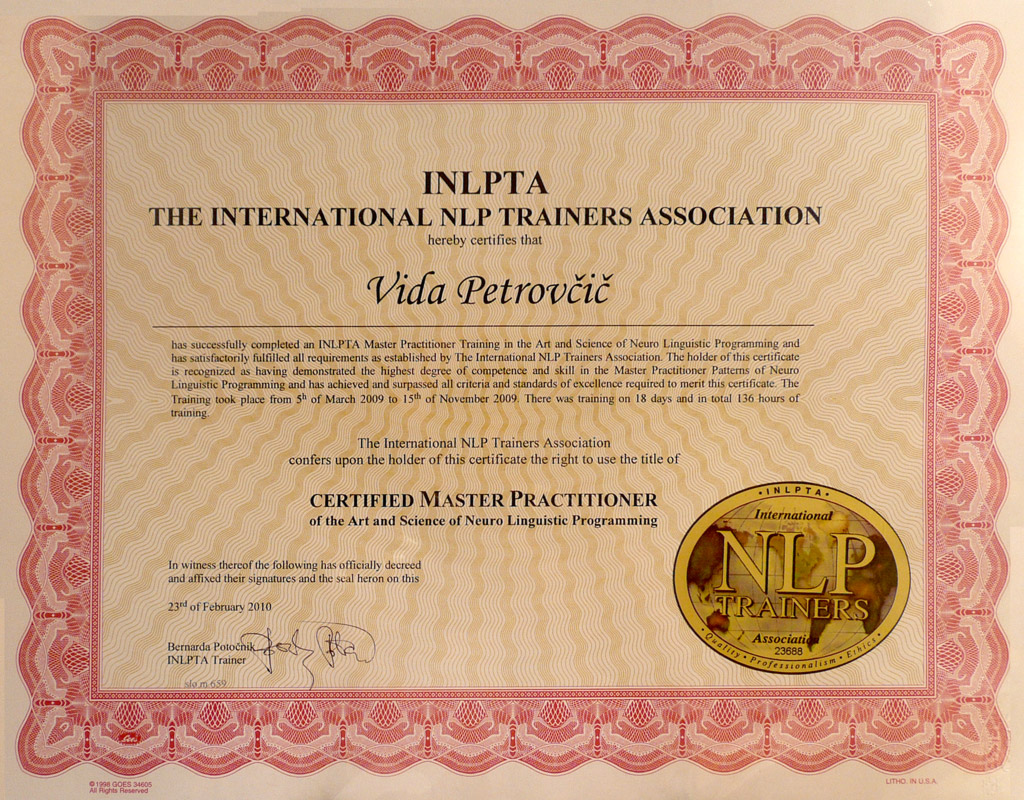 INLPTA
THE INTERNATIONAL NLP TRAINERS ASSOCIATION
hereby certifies that
Vida Petrovčič
has successfully completed an INLPTA Master Practitioner Training in the Art and Science of Neuro Linguistic Programming and
has satisfactorily fulfilled all requirements as established by The International NLP Trainers Association. The holder of this certificate
is recognized as having demonstrated the highest degree of competence and skill in the Master Practitioner Patterns of Neuro
Linguistic Programming and has achieved and surpassed all criteria and standards of excellence required to merit this certificate. The
Training took place from 5th of March 2009 to 15th of November 2009. There was training on 18 days and in total 136 hours of
training.
The International NLP Trainers Association
confers upon the holder of this certificate the right to use the title of
CERTIFIED MASTER PRACTITIONER
of the Art and Science of Neuro Linguistic Programming
In witness thereof the following has officially decreed
and affixed their signatures and the seal heron on this
23rd of February 2010
Bernarda Potočnik
INLPTA Trainer
slo m 659
• INLPTA •
International
NLP
TRAINERS
Association
23688
• Quality • Professionalism • Ethics •
© 1998 GOES 34605
All Rights Reserved
LITHO. IN U.S.A.